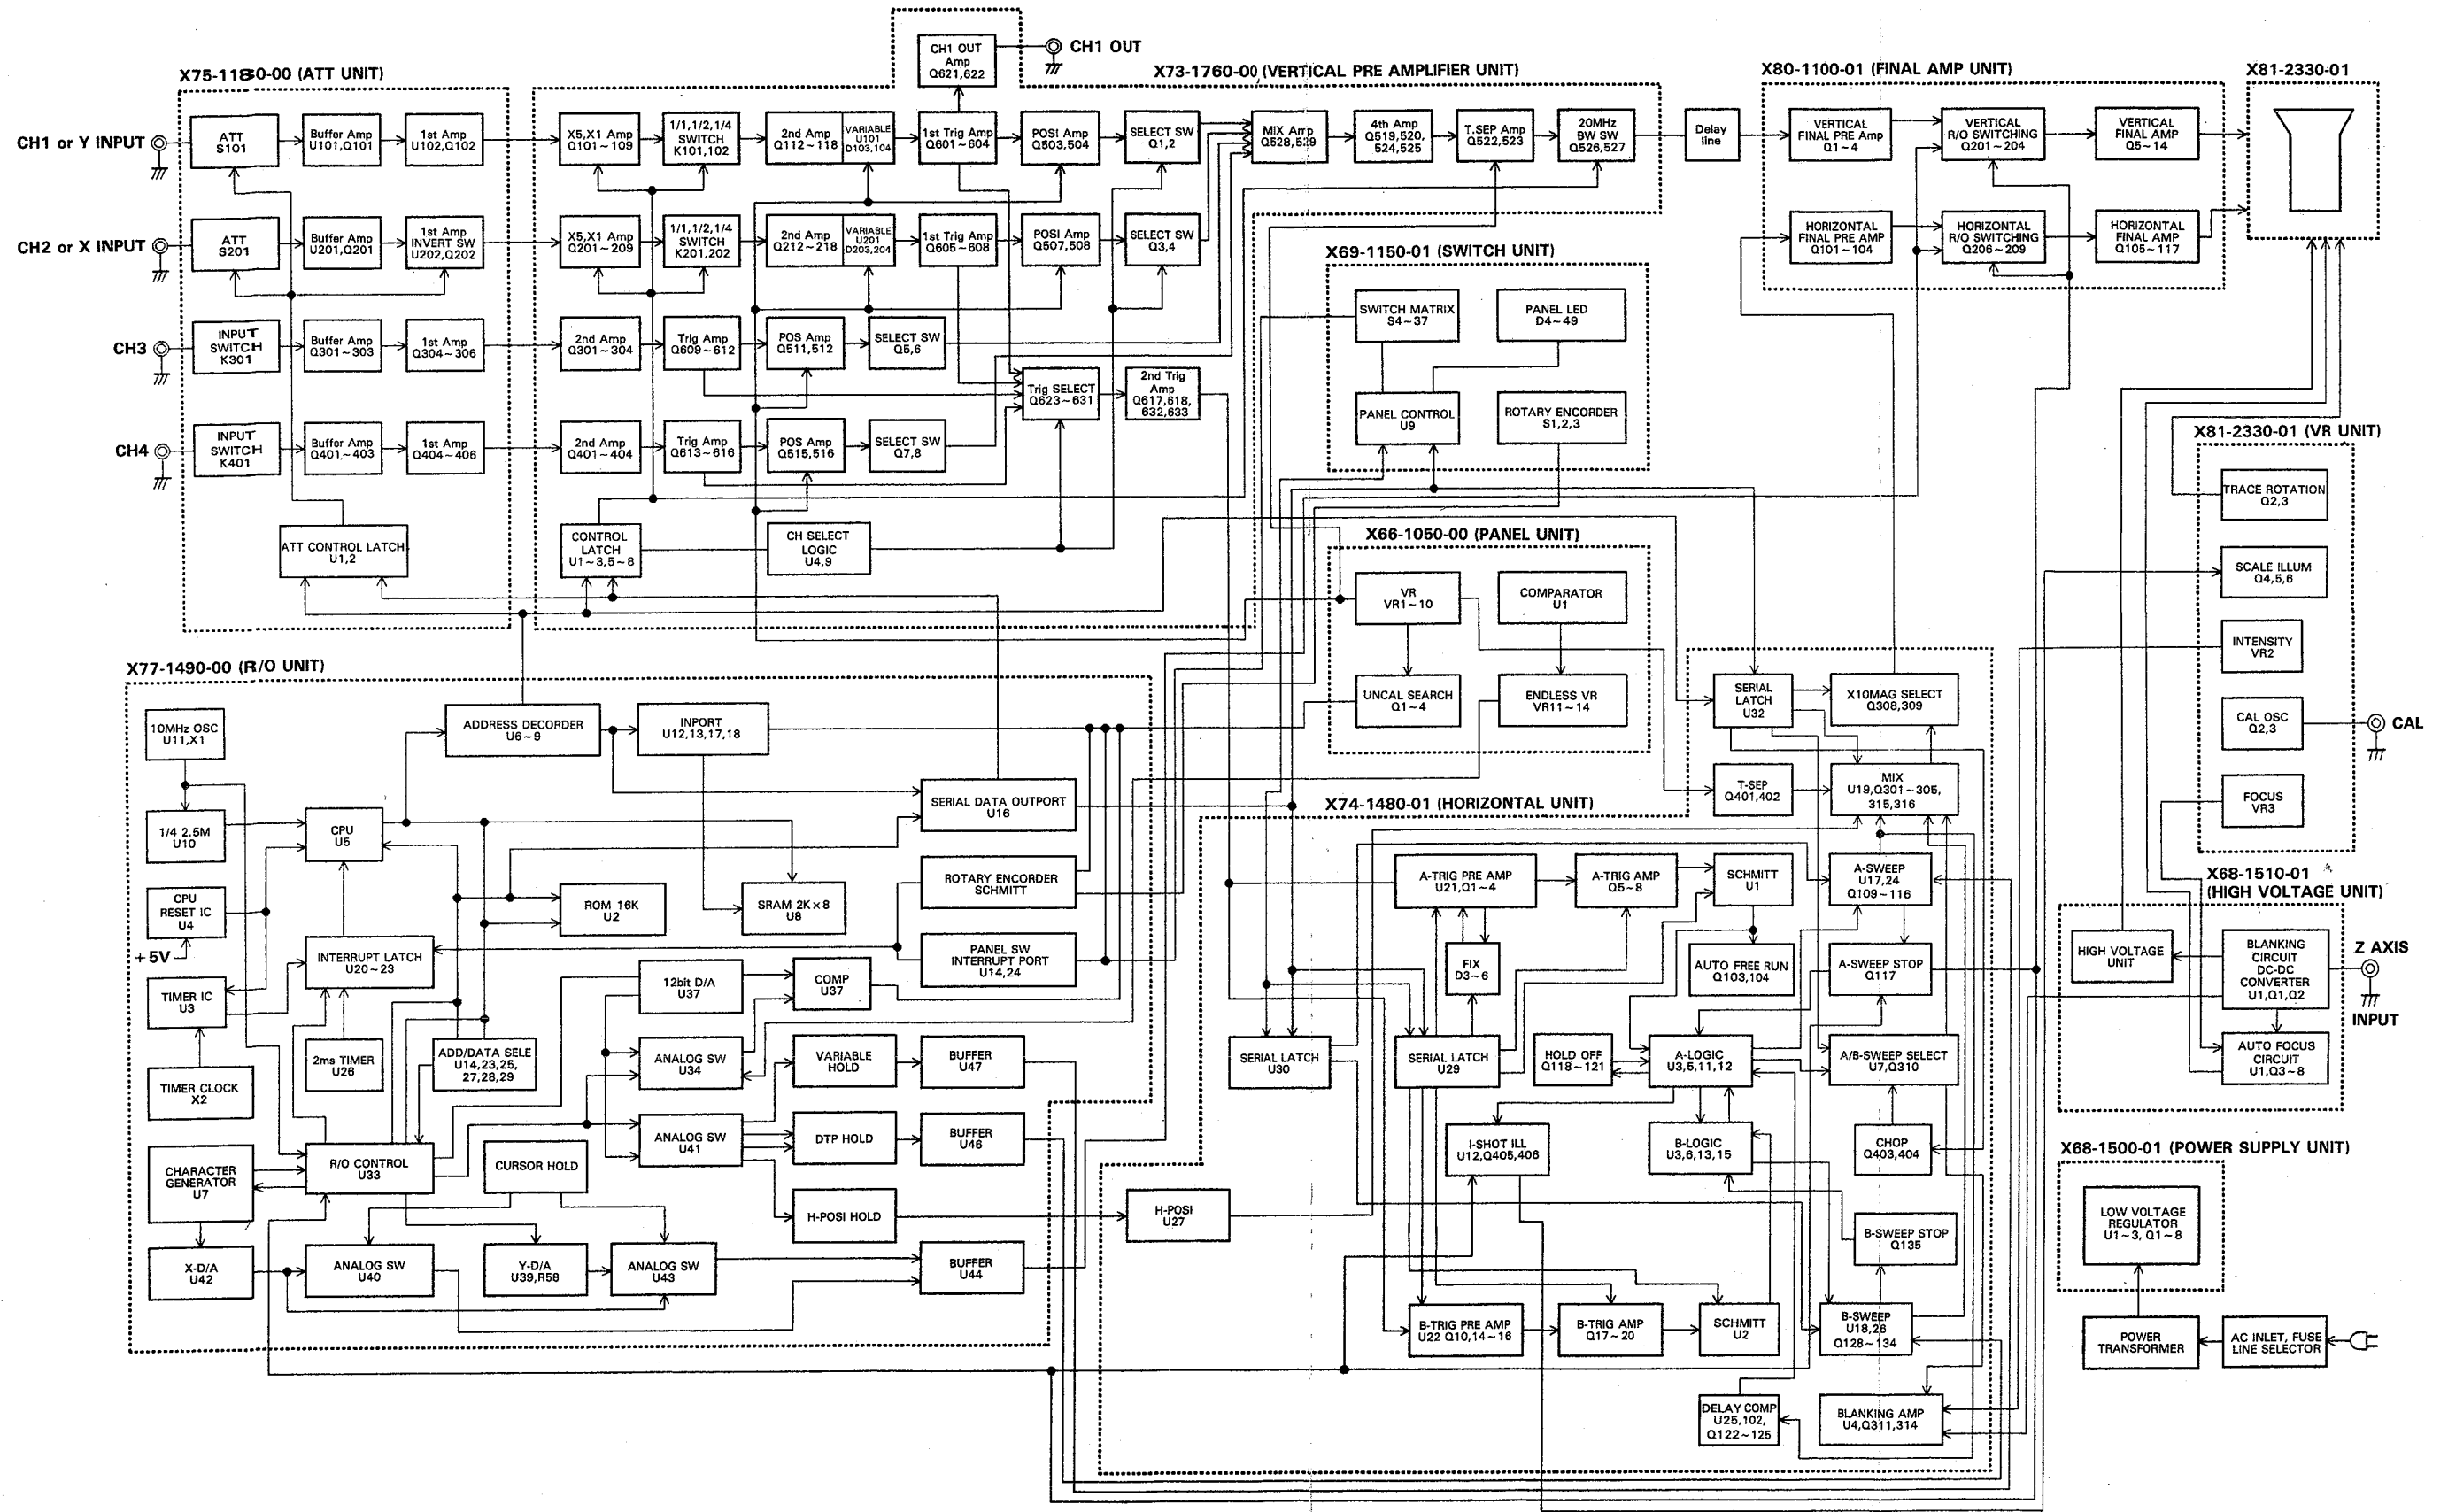 X75-1180-00 (ATT UNIT)
CH1 or Y INPUT
ATT
S101
Buffer Amp
U101,Q101
1st Amp
U102,Q102
CH2 or X INPUT
ATT
S201
Buffer Amp
U201,Q201
1st Amp
INVERT SW
U202,Q202
CH3
INPUT
SWITCH
K301
Buffer Amp
Q301~303
1st Amp
Q304~306
CH4
INPUT
SWITCH
K401
Buffer Amp
Q401~403
1st Amp
Q404~406
ATT CONTROL LATCH
U1,2
X73-1760-00 (VERTICAL PRE AMPLIFIER UNIT)
CH1 OUT
Amp
Q621,622
CH1 OUT
X5,X1 Amp
Q101~109
1/1,1/2,1/4
SWITCH
K101,102
2nd Amp
Q112~118
VARIABLE
U101
D103,104
1st Trig Amp
Q601~604
POSI Amp
Q503,504
SELECT SW
Q1,2
MIX Amp
Q528,529
4th Amp
Q519,520,
524,525
T.SEP Amp
Q522,523
20MHz
BW SW
Q526,527
Delay
line
X5,X1 Amp
Q201~209
1/1,1/2,1/4
SWITCH
K201,202
2nd Amp
Q212~218
VARIABLE
U201
D203,204
1st Trig Amp
Q605~608
POSI Amp
Q507,508
SELECT SW
Q3,4
2nd Amp
Q301~304
Trig Amp
Q609~612
POS Amp
Q511,512
SELECT SW
Q5,6
Trig SELECT
Q623~631
2nd Trig
Amp
Q617,618,
632,633
2nd Amp
Q401~404
Trig Amp
Q613~616
POS Amp
Q515,516
SELECT SW
Q7,8
CONTROL
LATCH
U1~3,5~8
CH SELECT
LOGIC
U4,9
X80-1100-01 (FINAL AMP UNIT)
VERTICAL
FINAL PRE Amp
Q1~4
VERTICAL
R/O SWITCHING
Q201~204
VERTICAL
FINAL AMP
Q5~14
HORIZONTAL
FINAL PRE AMP
Q101~104
HORIZONTAL
R/O SWITCHING
Q206~209
HORIZONTAL
FINAL AMP
Q105~117
X81-2330-01
X69-1150-01 (SWITCH UNIT)
SWITCH MATRIX
S4~37
PANEL LED
D4~49
PANEL CONTROL
U9
ROTARY ENCORDER
S1,2,3
X66-1050-00 (PANEL UNIT)
VR
VR1~10
COMPARATOR
U1
UNCAL SEARCH
Q1~4
ENDLESS VR
VR11~14
X81-2330-01 (VR UNIT)
TRACE ROTATION
Q2,3
SCALE ILLUM
Q4,5,6
INTENSITY
VR2
CAL OSC
Q2,3
CAL
FOCUS
VR3
X77-1490-00 (R/O UNIT)
10MHz OSC
U11,X1
ADDRESS DECORDER
U6~9
INPORT
U12,13,17,18
1/4 2.5M
U10
CPU
U5
SERIAL DATA OUTPORT
U16
CPU
RESET IC
U4
+5V
ROM 16K
U2
SRAM 2K×8
U8
ROTARY ENCORDER
SCHMITT
INTERRUPT LATCH
U20~23
PANEL SW
INTERRUPT PORT
U14,24
TIMER IC
U3
12bit D/A
U37
COMP
U37
2ms TIMER
U26
ADD/DATA SELE
U14,23,25,
27,28,29
ANALOG SW
U34
VARIABLE
HOLD
BUFFER
U47
TIMER CLOCK
X2
ANALOG SW
U41
DTP HOLD
BUFFER
U46
CHARACTER
GENERATOR
U7
R/O CONTROL
U33
CURSOR HOLD
H-POSI HOLD
H-POSI
U27
X-D/A
U42
ANALOG SW
U40
Y-D/A
U39,R58
ANALOG SW
U43
BUFFER
U44
X74-1480-01 (HORIZONTAL UNIT)
SERIAL
LATCH
U32
X10MAG SELECT
Q308,309
T-SEP
Q401,402
MIX
U19,Q301~305,
315,316
A-TRIG PRE AMP
U21,Q1~4
A-TRIG AMP
Q5~8
SCHMITT
U1
A-SWEEP
U17,24
Q109~116
FIX
D3~6
AUTO FREE RUN
Q103,104
A-SWEEP STOP
Q117
SERIAL LATCH
U30
SERIAL LATCH
U29
HOLD OFF
Q118~121
A-LOGIC
U3,5,11,12
A/B-SWEEP SELECT
U7,Q310
I-SHOT ILL
U12,Q405,406
B-LOGIC
U3,6,13,15
CHOP
Q403,404
B-SWEEP STOP
Q135
B-TRIG PRE AMP
U22 Q10,14~16
B-TRIG AMP
Q17~20
SCHMITT
U2
B-SWEEP
U18,26
Q128~134
DELAY COMP
U25,102,
Q122~125
BLANKING AMP
U4,Q311,314
X68-1510-01
(HIGH VOLTAGE UNIT)
HIGH VOLTAGE
UNIT
BLANKING
CIRCUIT
DC-DC
CONVERTER
U1,Q1,Q2
Z AXIS
INPUT
AUTO FOCUS
CIRCUIT
U1,Q3~8
X68-1500-01 (POWER SUPPLY UNIT)
LOW VOLTAGE
REGULATOR
U1~3, Q1~8
POWER
TRANSFORMER
AC INLET, FUSE
LINE SELECTOR